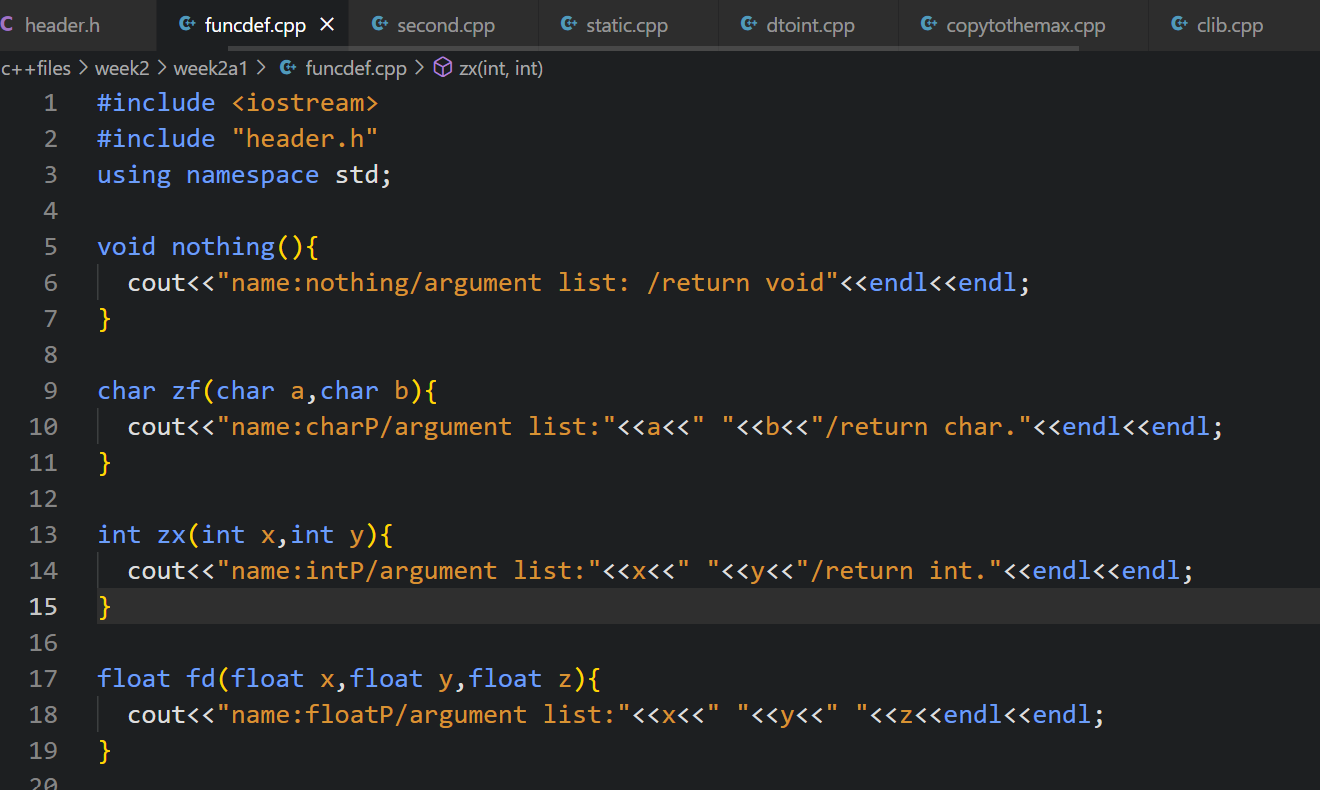 C header.h funcdef.cpp × second.cpp static.cpp dtoint.cpp copytothemax.cpp clib.cpp
c++files > week2 > week2a1 > funcdef.cpp > zx(int, int)
1 #include <iostream>
2 #include "header.h"
3 using namespace std;
4
5 void nothing(){
6 cout<<"name:nothing/argument list: /return void"<<endl<<endl;
7 }
8
9 char zf(char a,char b){
10 cout<<"name:charP/argument list:"<<a<<" "<<b<<"/return char."<<endl<<endl;
11 }
12
13 int zx(int x,int y){
14 cout<<"name:intP/argument list:"<<x<<" "<<y<<"/return int."<<endl<<endl;
15 }
16
17 float fd(float x,float y,float z){
18 cout<<"name:floatP/argument list:"<<x<<" "<<y<<" "<<z<<endl<<endl;
19 }
20